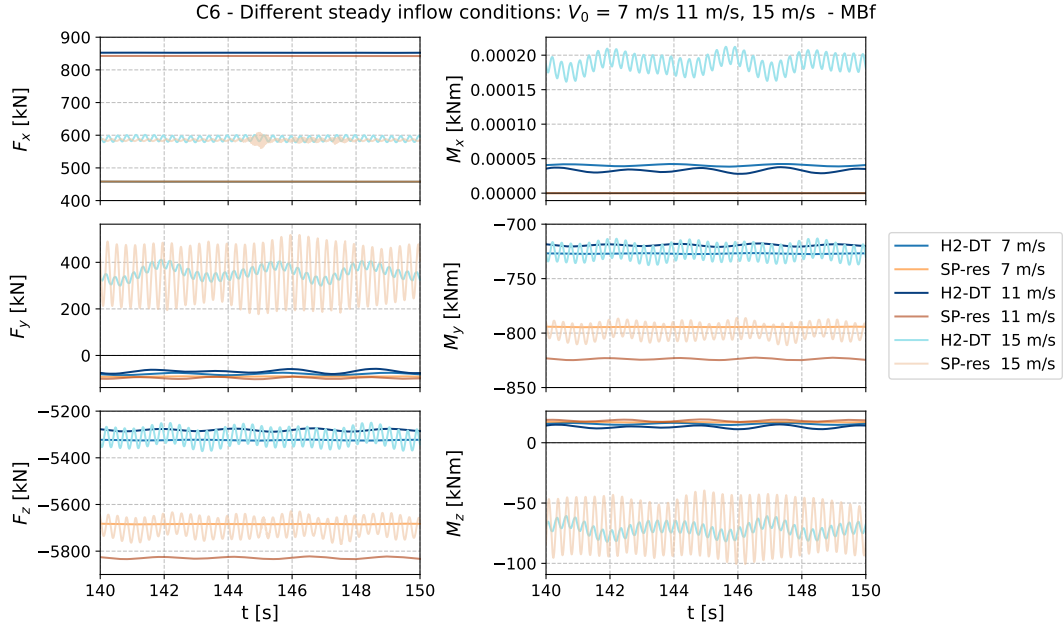 C6 - Different steady inflow conditions: V₀ = 7 m/s 11 m/s, 15 m/s - MBf
Fₓ [kN]
900
800
700
600
500
400
Mₓ [kNm]
0.00020
0.00015
0.00010
0.00005
0.00000
F_y [kN]
400
200
0
M_y [kNm]
−700
−750
−800
−850
F_z [kN]
−5200
−5400
−5600
−5800
140
142
144
146
148
150
t [s]
M_z [kNm]
0
−50
−100
140
142
144
146
148
150
t [s]
H2-DT 7 m/s
SP-res 7 m/s
H2-DT 11 m/s
SP-res 11 m/s
H2-DT 15 m/s
SP-res 15 m/s